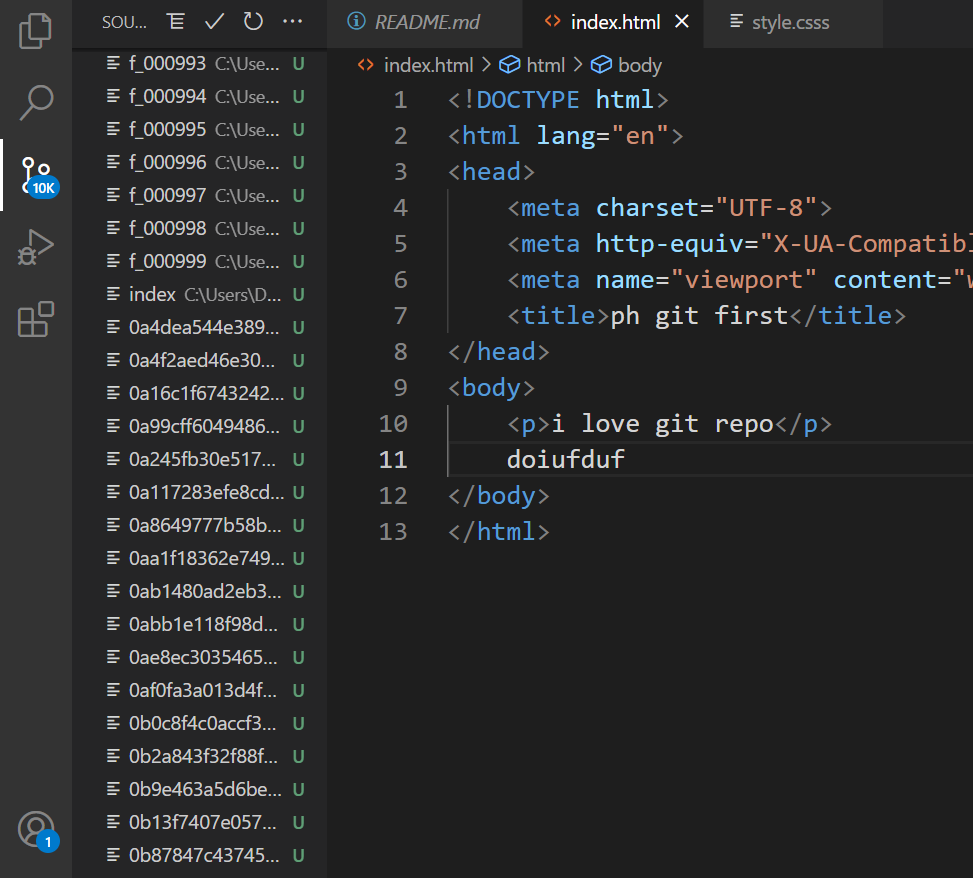 SOU...
README.md
index.html
style.csss
f_000993 C:\Use... U
f_000994 C:\Use... U
f_000995 C:\Use... U
f_000996 C:\Use... U
f_000997 C:\Use... U
f_000998 C:\Use... U
f_000999 C:\Use... U
index C:\Users\D... U
0a4dea544e389... U
0a4f2aed46e30... U
0a16c1f6743242... U
0a99cff6049486... U
0a245fb30e517... U
0a117283efe8cd... U
0a8649777b58b... U
0aa1f18362e749... U
0ab1480ad2eb3... U
0abb1e118f98d... U
0ae8ec3035465... U
0af0fa3a013d4f... U
0b0c8f4c0accf3... U
0b2a843f32f88f... U
0b9e463a5d6be... U
0b13f7407e057... U
0b87847c43745... U
10K
1
index.html > html > body
1 <!DOCTYPE html>
2 <html lang="en">
3 <head>
4 <meta charset="UTF-8">
5 <meta http-equiv="X-UA-Compatibl
6 <meta name="viewport" content="w
7 <title>ph git first</title>
8 </head>
9 <body>
10 <p>i love git repo</p>
11 doiufduf
12 </body>
13 </html>